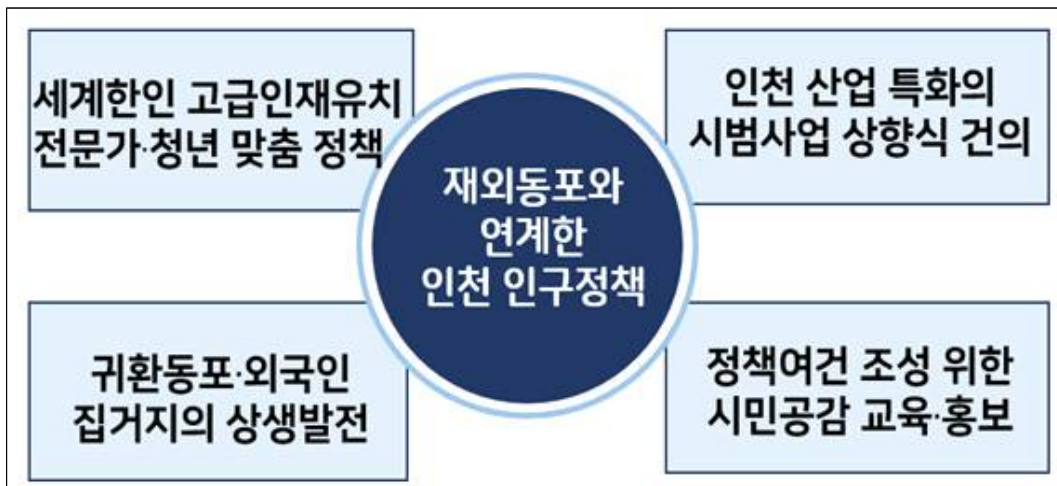 세계한인 고급인재유치
전문가·청년 맞춤 정책
인천 산업 특화의
시범사업 상향식 건의
재외동포와
연계한
인천 인구정책
귀환동포·외국인
집거지의 상생발전
정책여건 조성 위한
시민공감 교육·홍보